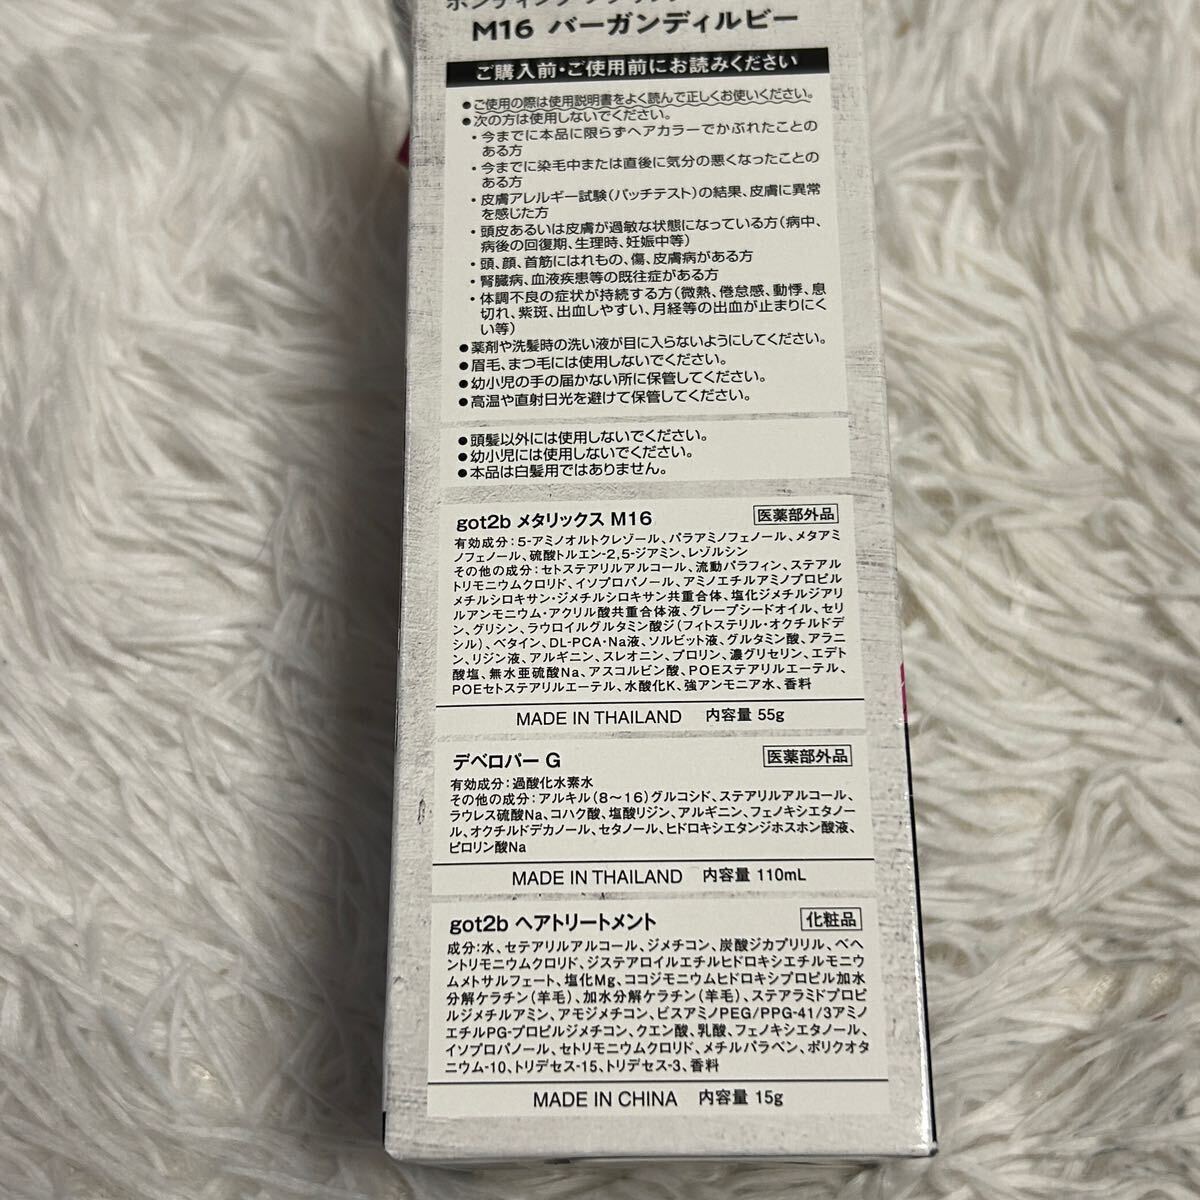 M16 バーガンディルビー
ご購入前・ご使用前にお読みください
●ご使用の際は使用説明書をよく読んで正しくお使いください。
●次の方は使用しないでください。
・今までに本品に限らずヘアカラーでかぶれたことの
ある方
・今までに染毛中または直後に気分の悪くなったことの
ある方
・皮膚アレルギー試験(パッチテスト)の結果、皮膚に異常
を感じた方
・頭皮あるいは皮膚が過敏な状態になっている方(病中、
病後の回復期、生理時、妊娠中等)
・頭、顔、首筋にはれもの、傷、皮膚病がある方
・腎臓病、血液疾患等の既往症がある方
・体調不良の症状が持続する方(微熱、倦怠感、動悸、息
切れ、紫斑、出血しやすい、月経等の出血が止まりにく
い等)
●薬剤や洗髪時の洗い液が目に入らないようにしてください。
●眉毛、まつ毛には使用しないでください。
●幼小児の手の届かない所に保管してください。
●高温や直射日光を避けて保管してください。
●頭髪以外には使用しないでください。
●幼小児には使用しないでください。
●本品は白髪用ではありません。
got2b メタリックス M16 医薬部外品
有効成分:5-アミノオルトクレゾール、パラアミノフェノール、メタアミ
ノフェノール、硫酸トルエン-2,5-ジアミン、レゾルシン
その他の成分:セトステアリルアルコール、流動パラフィン、ステアル
トリモニウムクロリド、イソプロパノール、アミノエチルアミノプロピル
メチルシロキサン・ジメチルシロキサン共重合体、塩化ジメチルジアリ
ルアンモニウム・アクリル酸共重合体液、グレープシードオイル、セリ
ン、グリシン、ラウロイルグルタミン酸ジ(フィトステリル・オクチルドデ
シル)、ベタイン、DL-PCA・Na液、ソルビット液、グルタミン酸、アラニ
ン、リジン液、アルギニン、スレオニン、プロリン、濃グリセリン、エデト
酸塩、無水亜硫酸Na、アスコルビン酸、POEステアリルエーテル、
POEセトステアリルエーテル、水酸化K、強アンモニア水、香料
MADE IN THAILAND 内容量 55g
デベロパー G 医薬部外品
有効成分:過酸化水素水
その他の成分:アルキル(8～16)グルコシド、ステアリルアルコール、
ラウレス硫酸Na、コハク酸、塩酸リジン、アルギニン、フェノキシエタノー
ル、オクチルドデカノール、セタノール、ヒドロキシエタンジホスホン酸液、
ピロリン酸Na
MADE IN THAILAND 内容量 110mL
got2b ヘアトリートメント 化粧品
成分:水、セテアリルアルコール、ジメチコン、炭酸ジカプリリル、ベヘ
ントリモニウムクロリド、ジステアロイルエチルヒドロキシエチルモニウ
ムメトサルフェート、塩化Mg、ココジモニウムヒドロキシプロピル加水
分解ケラチン(羊毛)、加水分解ケラチン(羊毛)、ステアラミドプロピ
ルジメチルアミン、アモジメチコン、ビスアミノPEG/PPG-41/3アミノ
エチルPG-プロピルジメチコン、クエン酸、乳酸、フェノキシエタノール、
イソプロパノール、セトリモニウムクロリド、メチルパラベン、ポリクオタ
ニウム-10、トリデセス-15、トリデセス-3、香料
MADE IN CHINA 内容量 15g